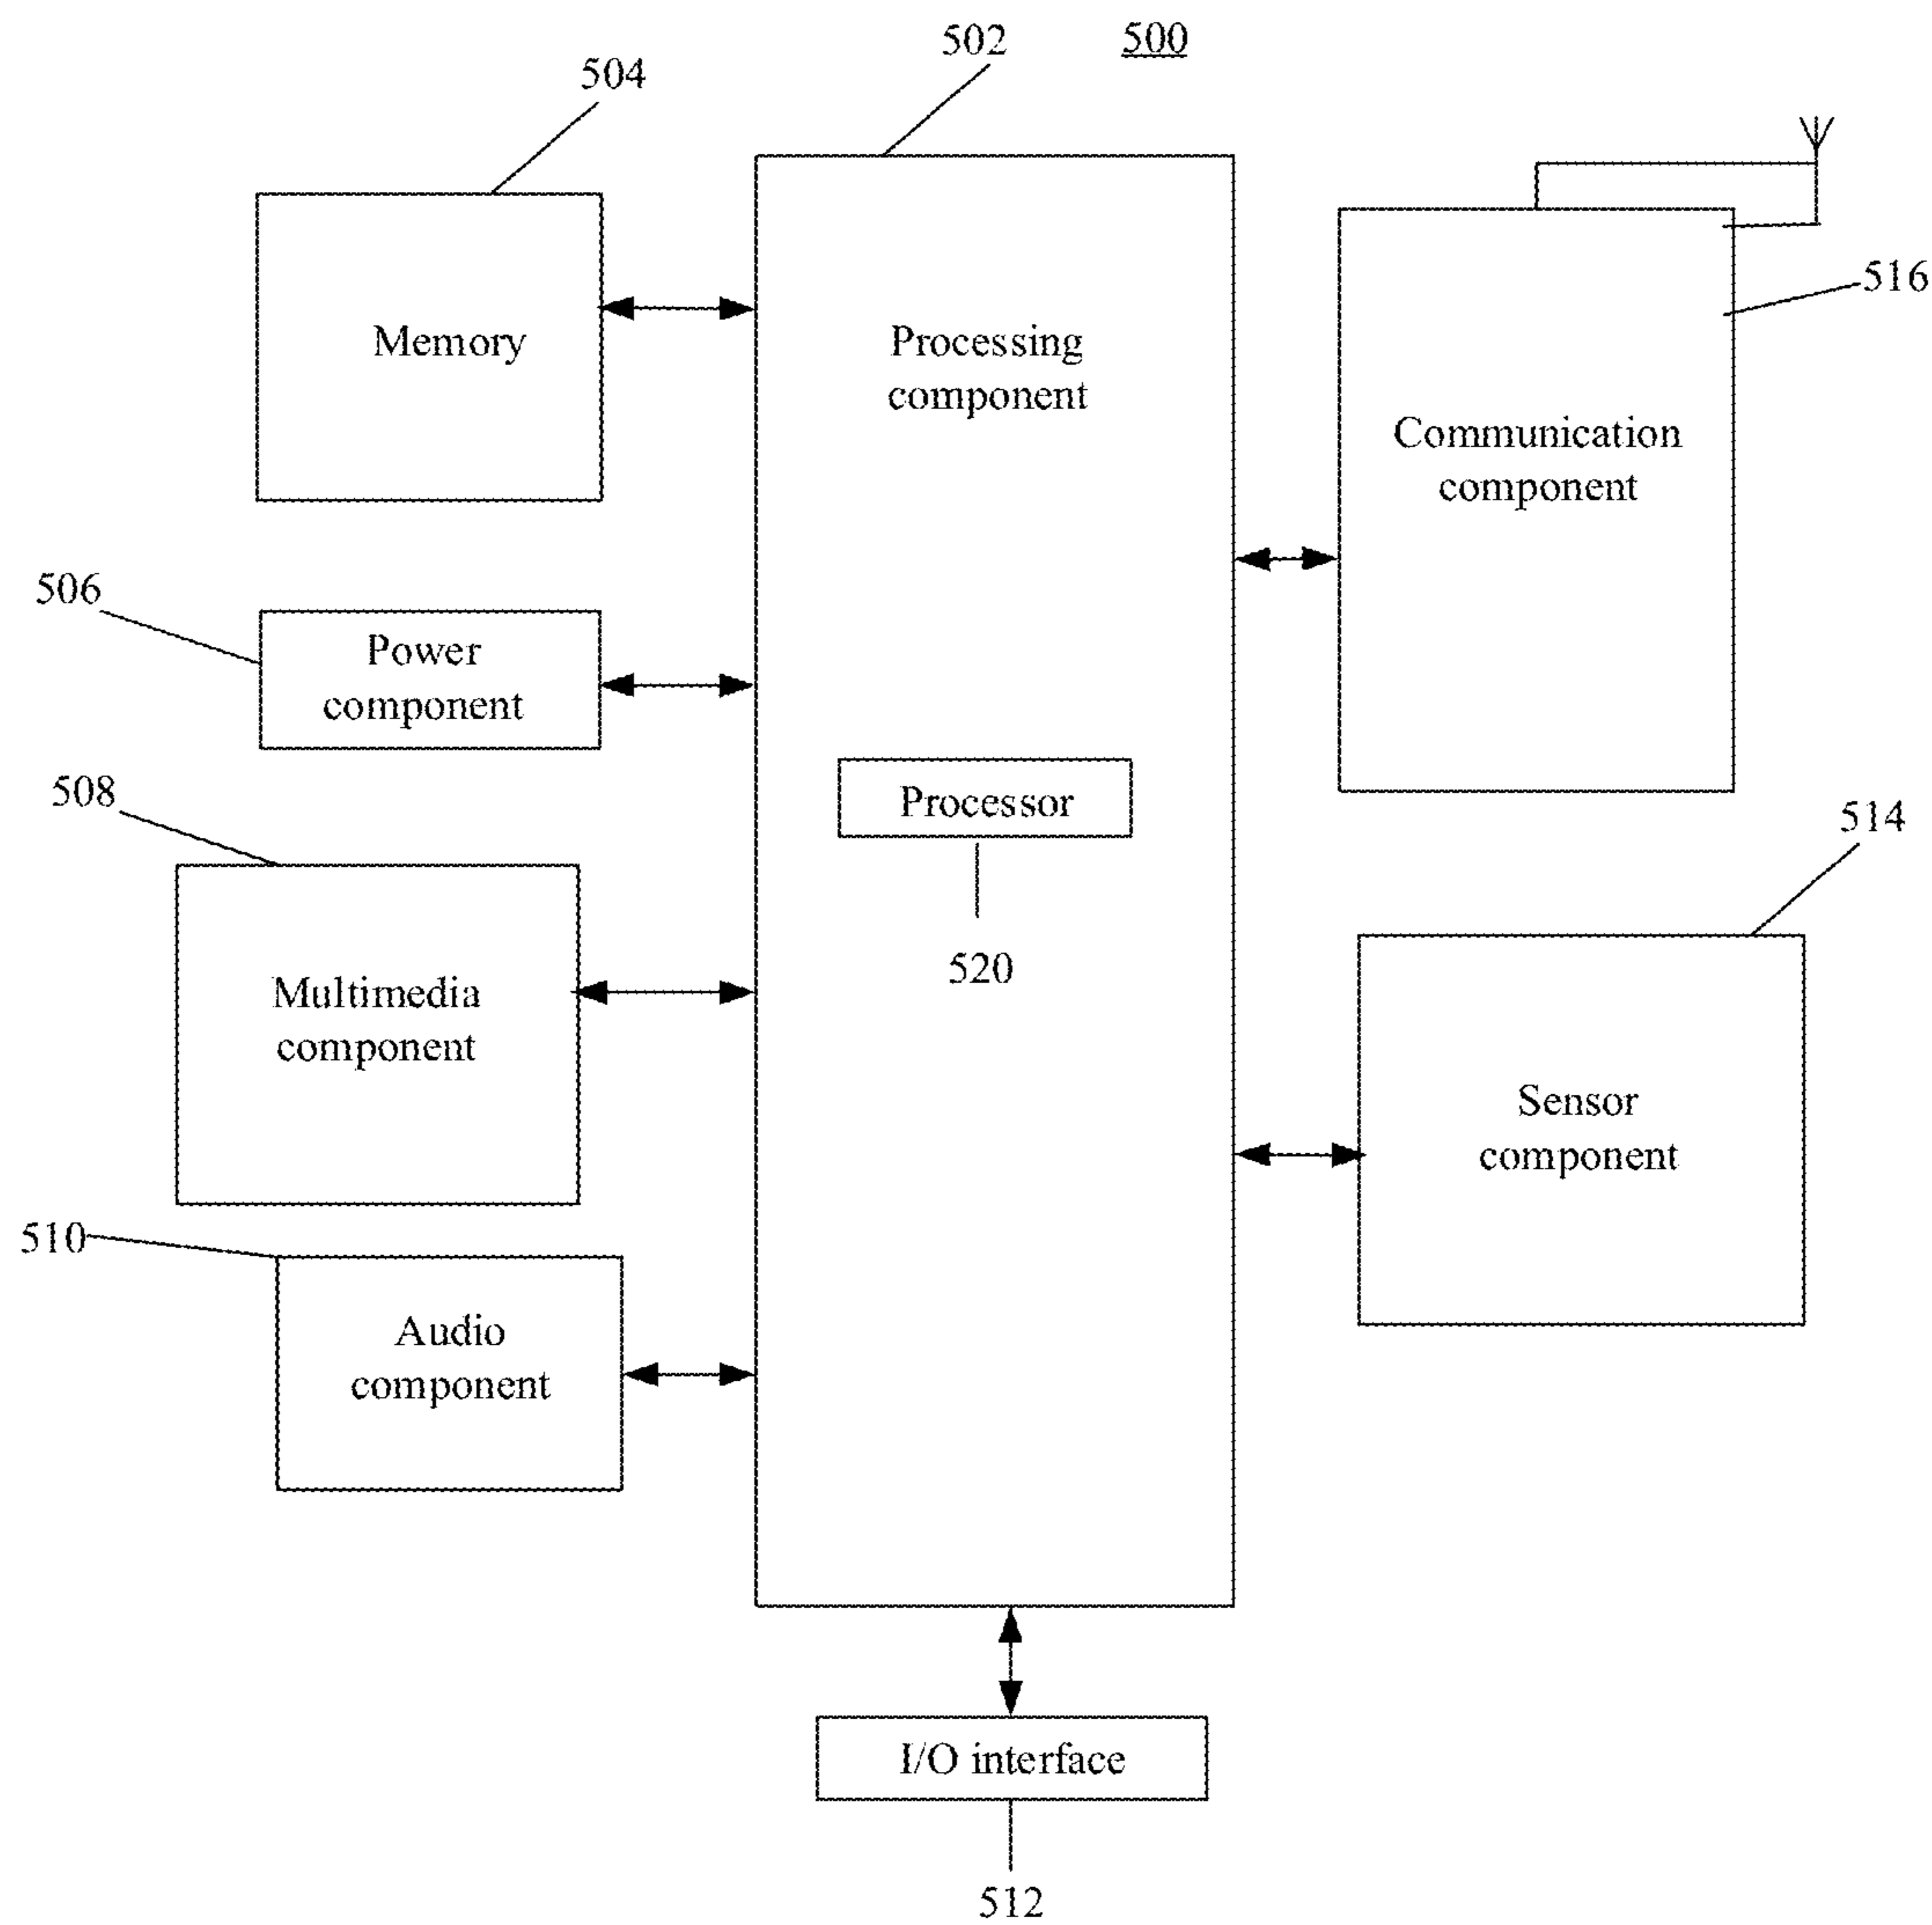 502
500
504
516
Memory
Processing
component
Communication
component
506
Power
component
508
Processor
514
520
Multimedia
component
Sensor
component
510
Audio
component
I/O interface
512